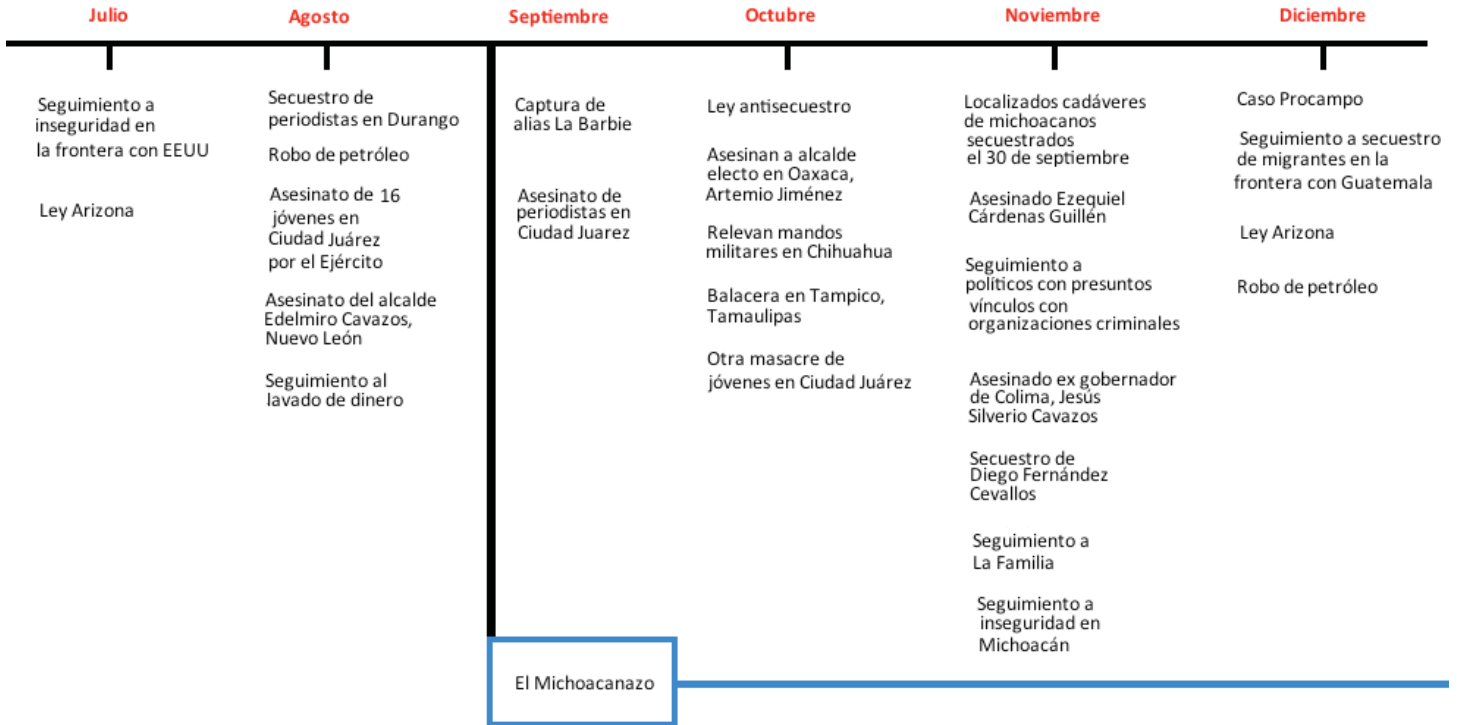 Julio
Agosto
Septiembre
Octubre
Noviembre
Diciembre
Seguimiento a
inseguridad en
la frontera con EEUU
Ley Arizona
Secuestro de
periodistas en Durango
Robo de petróleo
Asesinato de 16
jóvenes en
Ciudad Juárez
por el Ejército
Asesinato del alcalde
Edelmiro Cavazos,
Nuevo León
Seguimiento al
lavado de dinero
Captura de
alias La Barbie
Asesinato de
periodistas en
Ciudad Juarez
El Michoacanazo
Ley antisecuestro
Asesinan a alcalde
electo en Oaxaca,
Artemio Jiménez
Relevan mandos
militares en Chihuahua
Balacera en Tampico,
Tamaulipas
Otra masacre de
jóvenes en Ciudad Juárez
Localizados cadáveres
de michoacanos
secuestrados
el 30 de septiembre
Asesinado Ezequiel
Cárdenas Guillén
Seguimiento a
políticos con presuntos
vínculos con
organizaciones criminales
Asesinado ex gobernador
de Colima, Jesús
Silverio Cavazos
Secuestro de
Diego Fernández
Cevallos
Seguimiento a
La Familia
Seguimiento a
inseguridad en
Michoacán
Caso Procampo
Seguimiento a secuestro
de migrantes en la
frontera con Guatemala
Ley Arizona
Robo de petróleo